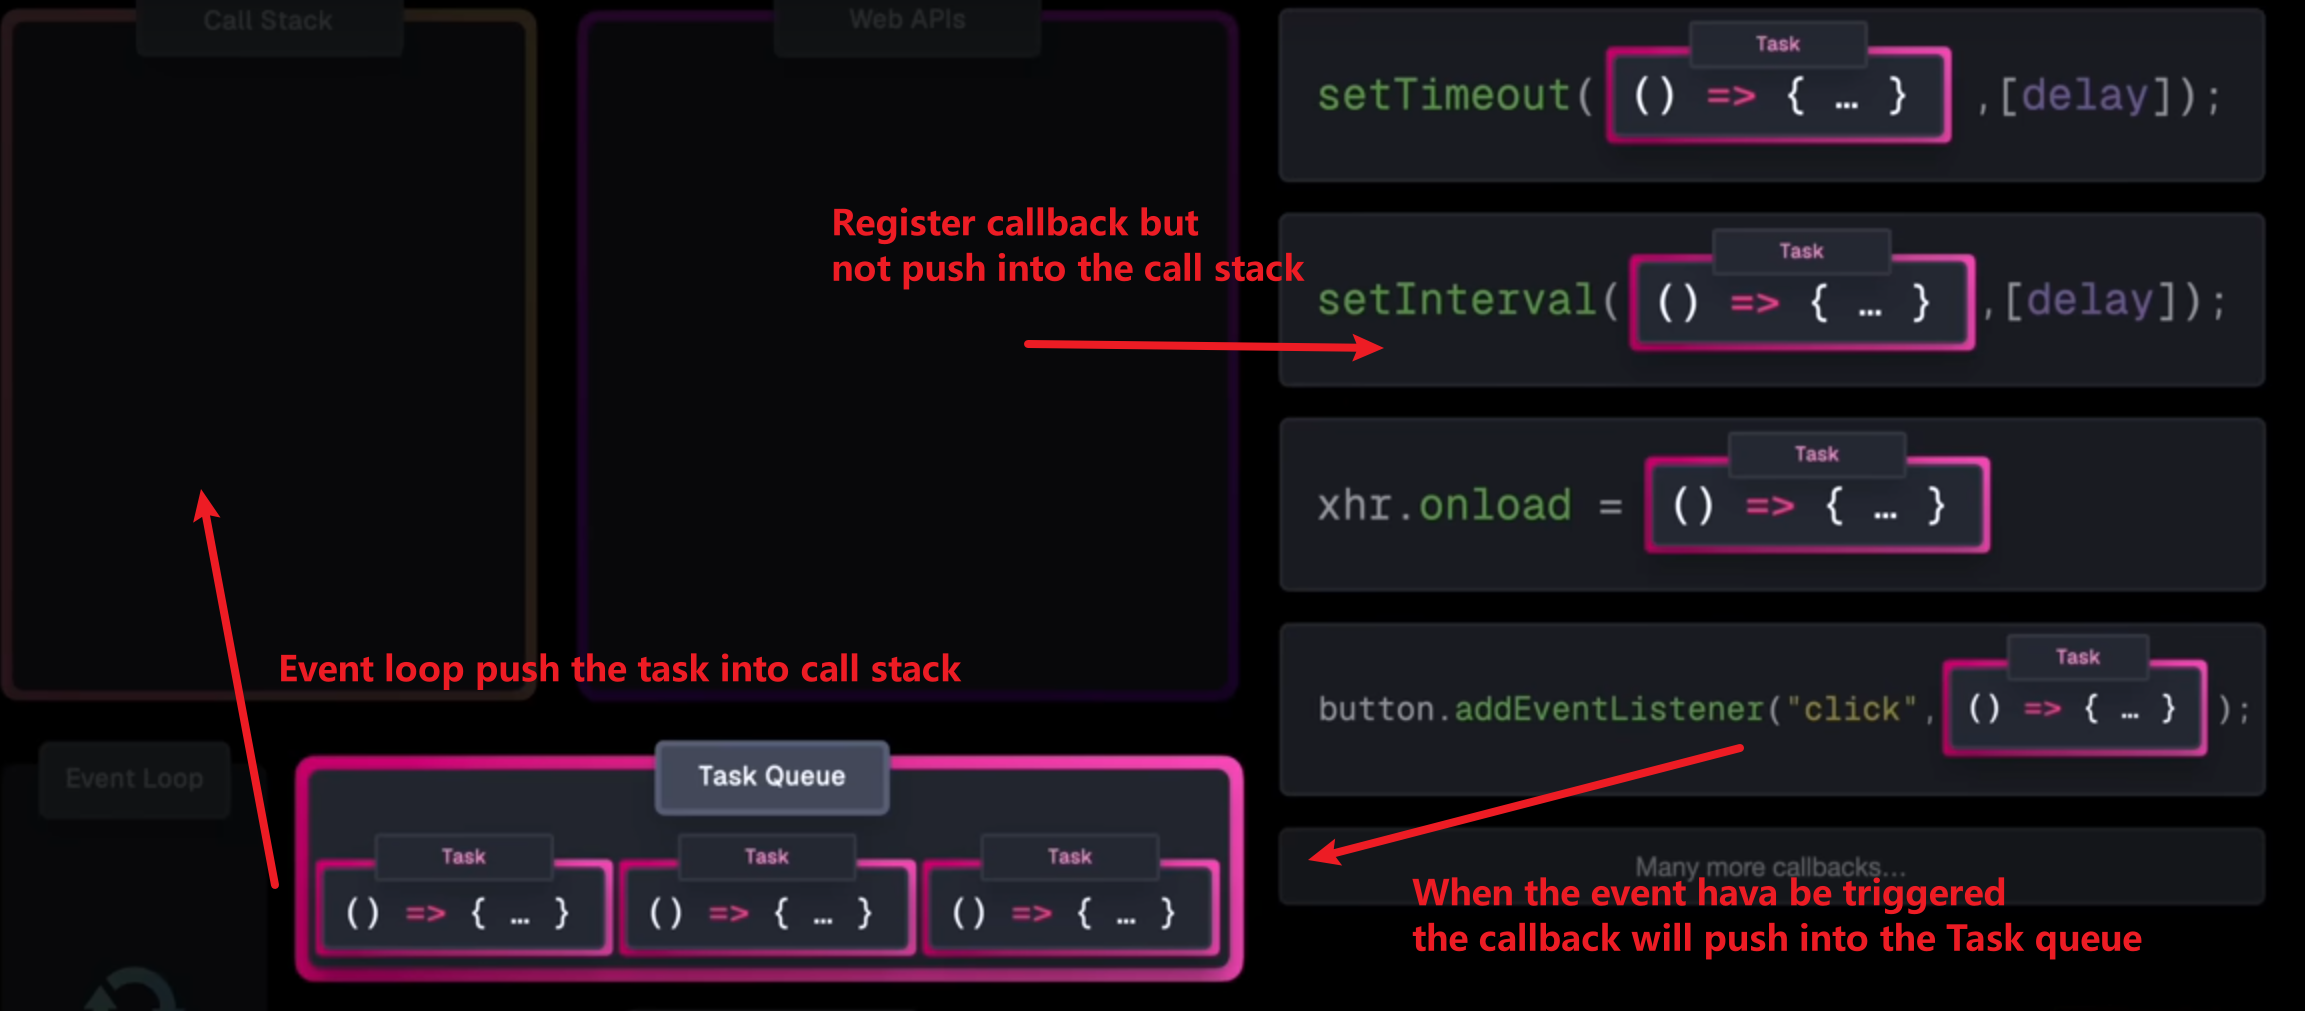 Call Stack
Web APIs
Task
setTimeout( () => { … } ,[delay]);
Register callback but
not push into the call stack
Task
setInterval( () => { … } ,[delay]);
Task
xhr.onload = () => { … }
Event loop push the task into call stack
Task
button.addEventListener("click", () => { … } );
Event Loop
Task Queue
Task
Task
Task
() => { … }
() => { … }
() => { … }
Many more callbacks...
When the event hava be triggered
the callback will push into the Task queue